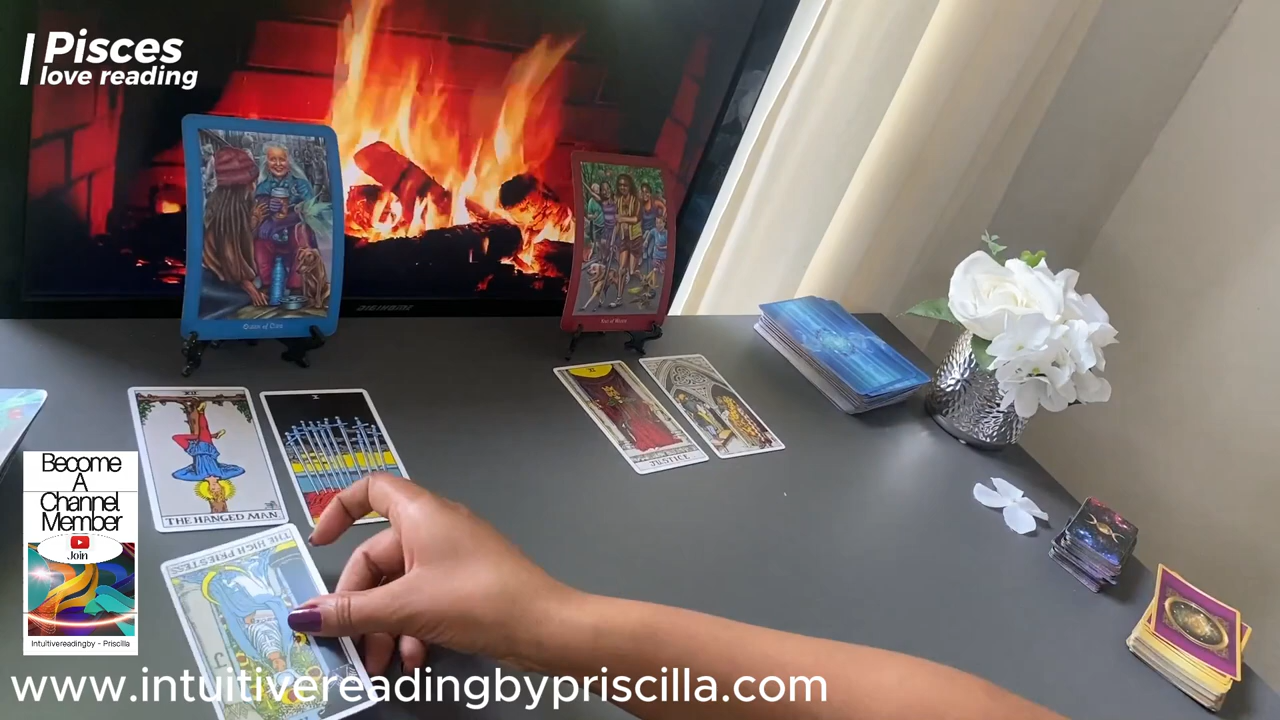 Pisces
love reading
THE HANGED MAN
X
JUSTICE
XI
THE HIGH PRIESTESS
J
Become
A
Channel
Member
Join
Intuitivereadingby - Priscilla
www.intuitivereadingbypriscilla.com